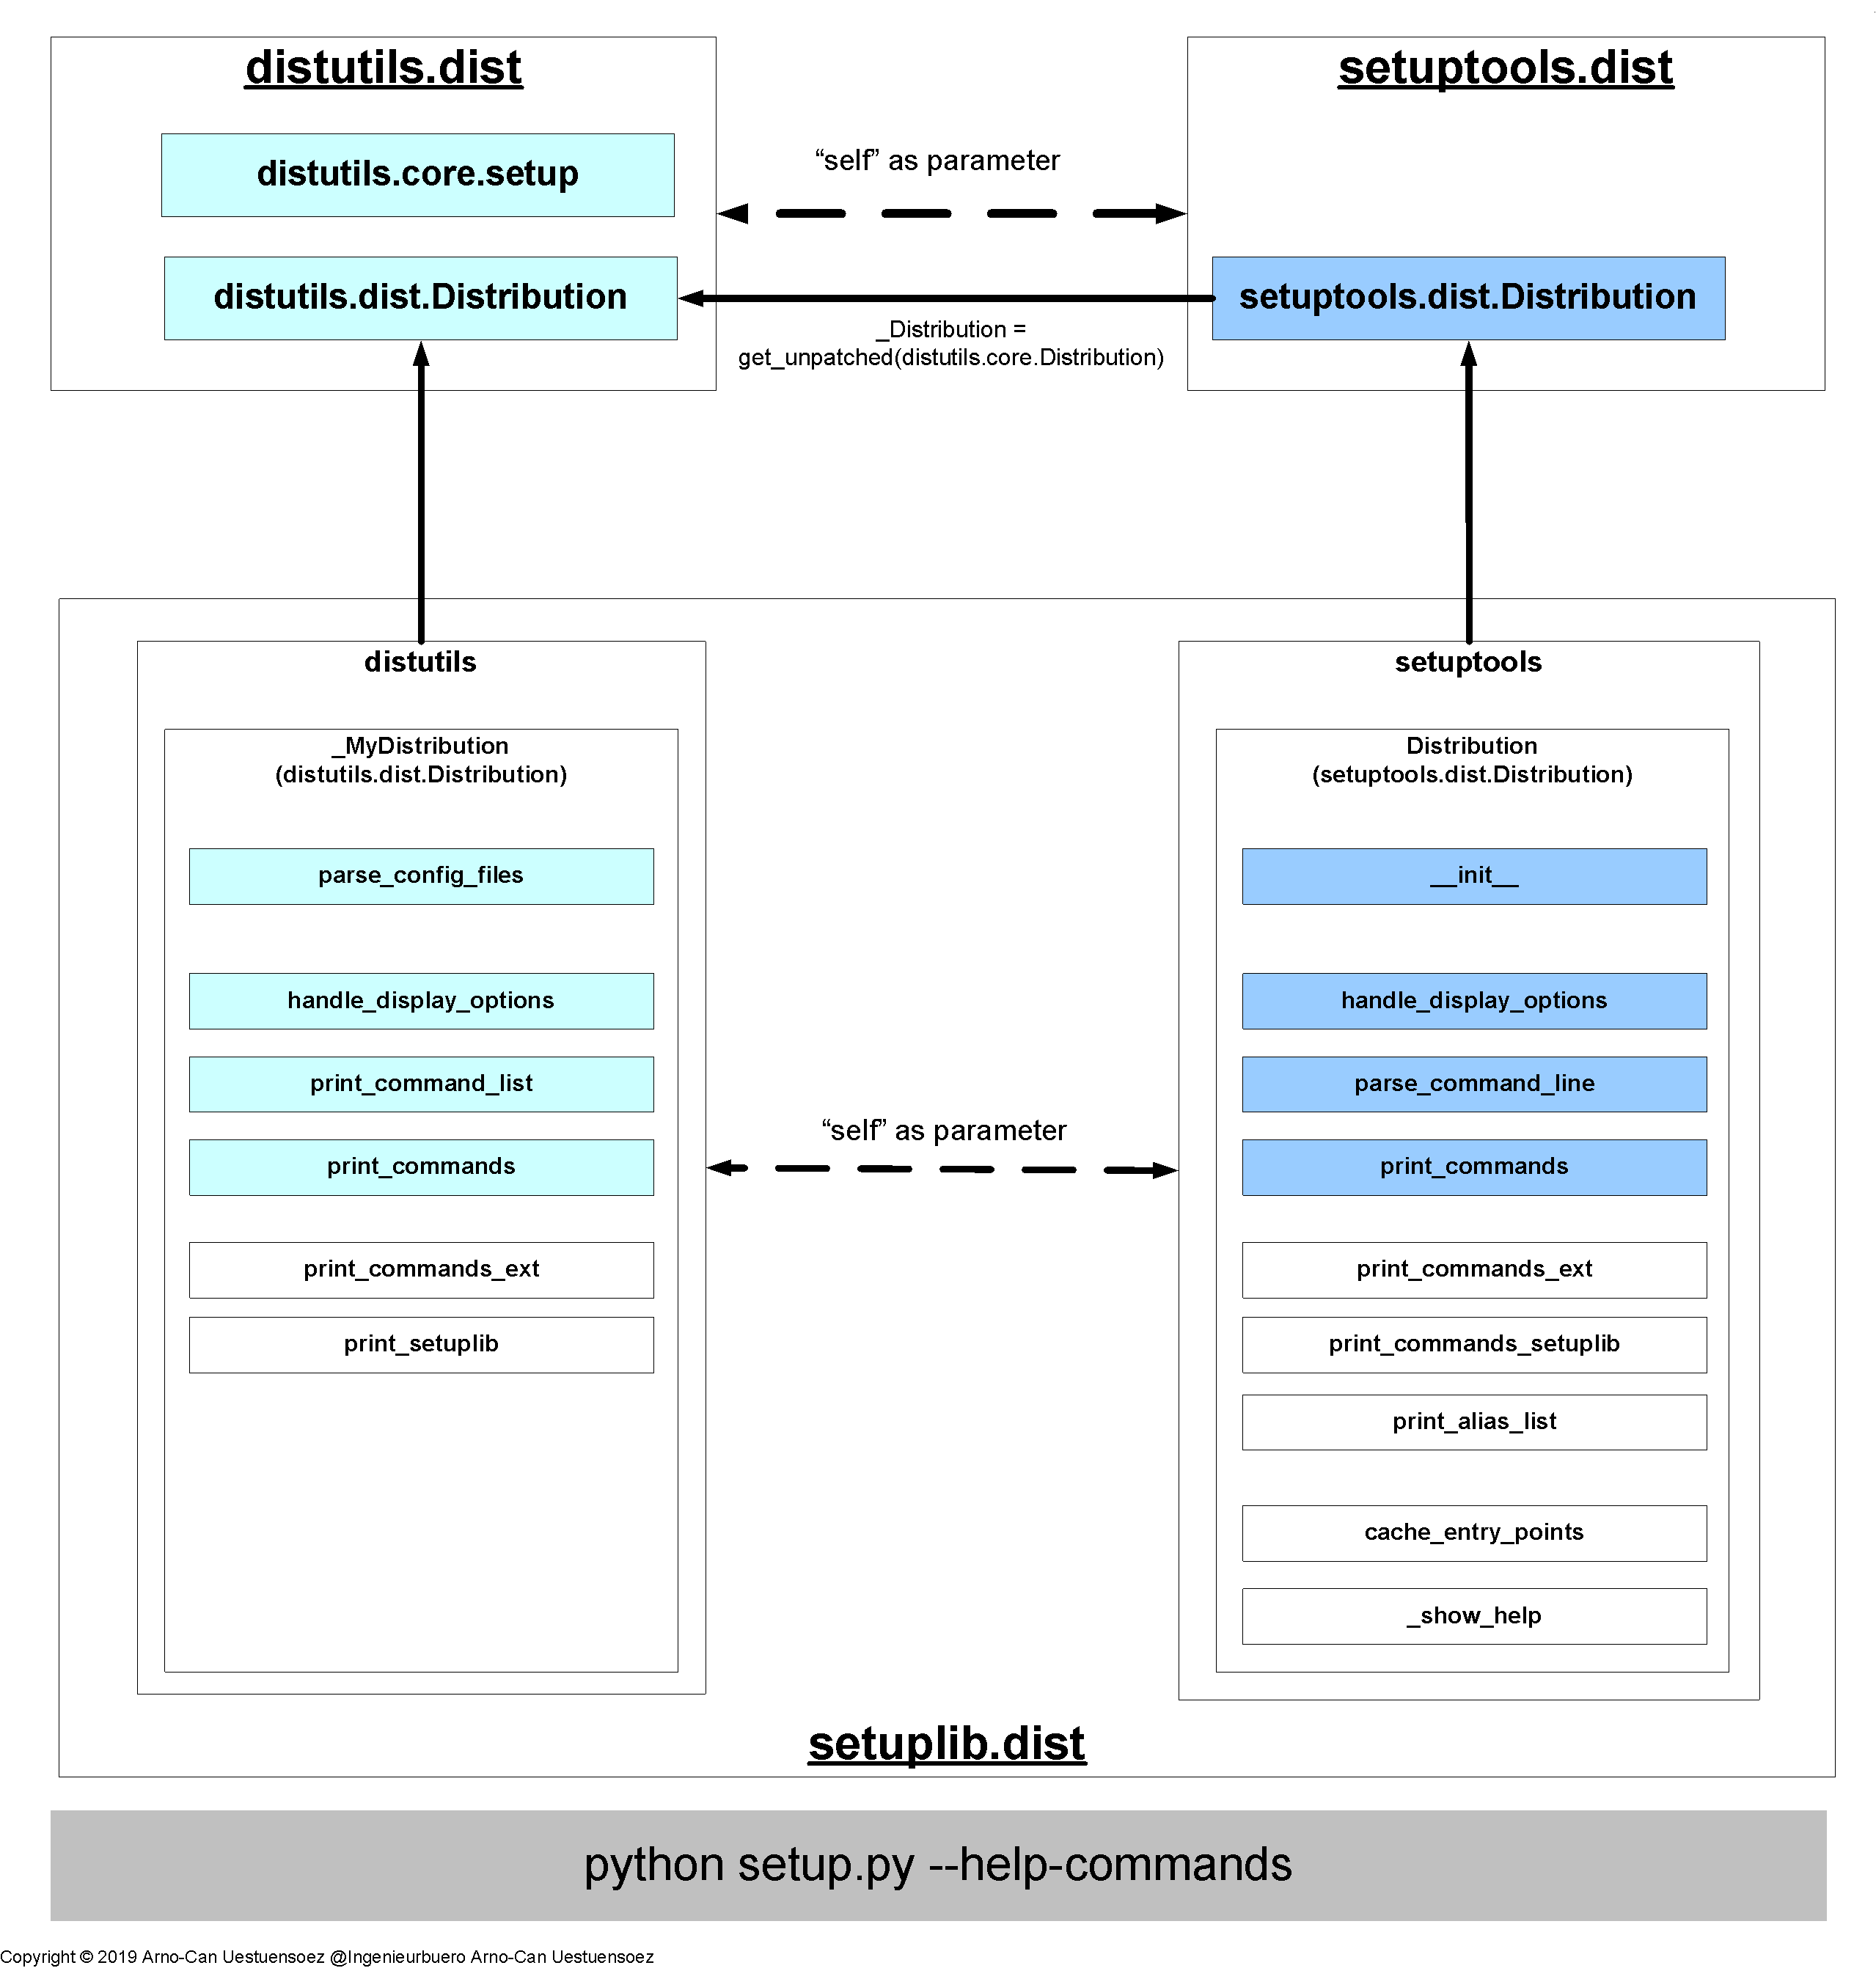 distutils.dist
distutils.core.setup
distutils.dist.Distribution
“self” as parameter
_Distribution =
get_unpatched(distutils.core.Distribution)
setuptools.dist
setuptools.dist.Distribution
distutils
_MyDistribution
(distutils.dist.Distribution)
parse_config_files
handle_display_options
print_command_list
print_commands
print_commands_ext
print_setuplib
“self” as parameter
setuptools
Distribution
(setuptools.dist.Distribution)
__init__
handle_display_options
parse_command_line
print_commands
print_commands_ext
print_commands_setuplib
print_alias_list
cache_entry_points
_show_help
setuplib.dist
python setup.py --help-commands
Copyright © 2019 Arno-Can Uestuensoez @Ingenieurbuero Arno-Can Uestuensoez